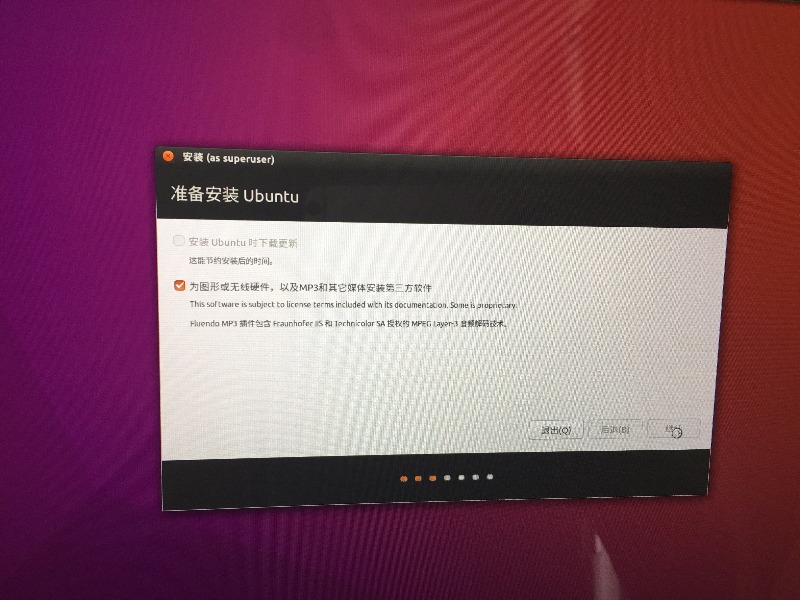 安装 (as superuser)
准备安装 Ubuntu
安装 Ubuntu 时下载更新
这能节约安装后的时间。
为图形或无线硬件，以及MP3和其它媒体安装第三方软件
This software is subject to license terms included with its documentation. Some is proprietary.
Fluendo MP3 插件包含 Fraunhofer IIS 和 Technicolor SA 授权的 MPEG Layer-3 音频解码技术。
退出(Q) 后退(B)